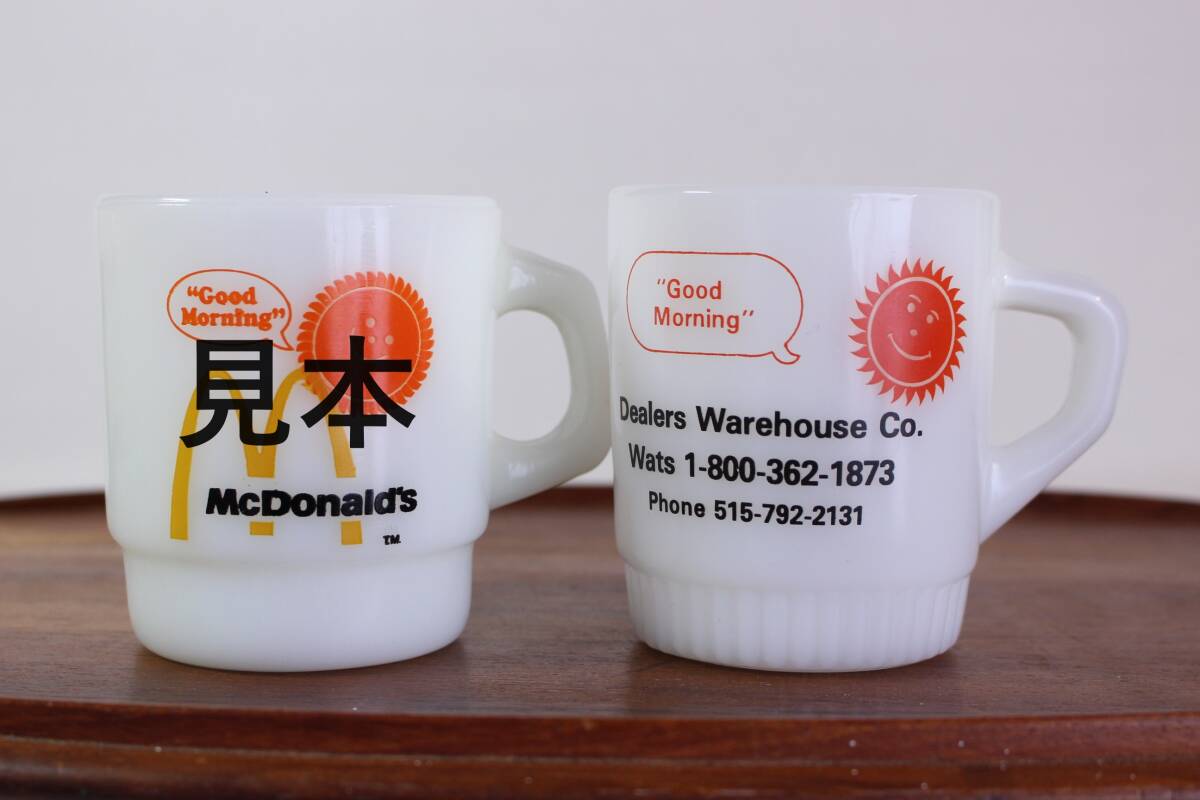 “Good
Morning”
見本
McDonald's
TM.
"Good
Morning"
Dealers Warehouse Co.
Wats 1-800-362-1873
Phone 515-792-2131